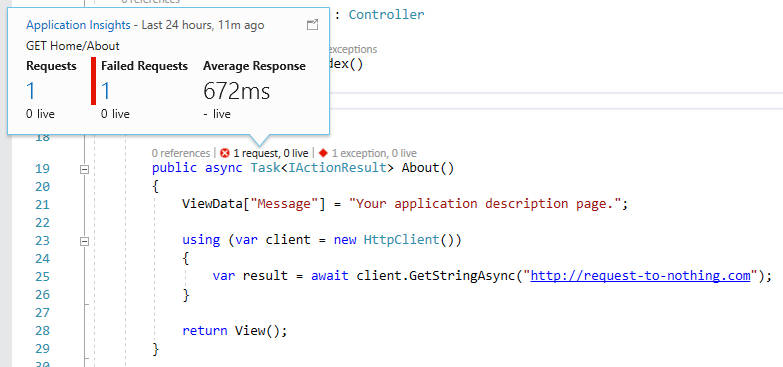 0 references
: Controller
Application Insights - Last 24 hours, 11m ago
GET Home/About
exceptions
Requests Failed Requests Average Response
dex()
1 1 672ms
0 live 0 live - live
18
0 references | 1 request, 0 live | 1 exception, 0 live
19 public async Task<IActionResult> About()
20 {
21 ViewData["Message"] = "Your application description page.";
22
23 using (var client = new HttpClient())
24 {
25 var result = await client.GetStringAsync("http://request-to-nothing.com");
26 }
27
28 return View();
29 }
30